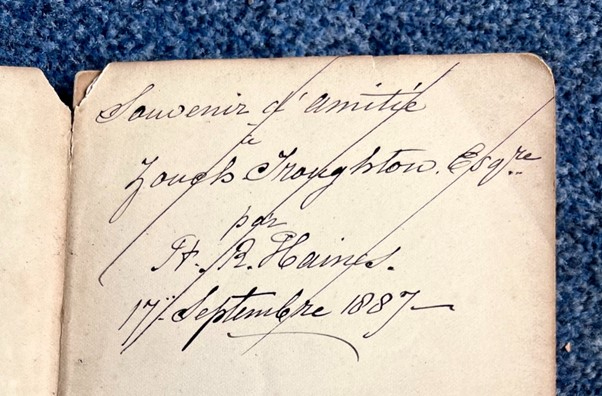 Souvenir d'amitié
à
Zouch Troughton. Esqre.
par
H. R. Haines.
17 Septembre 1887